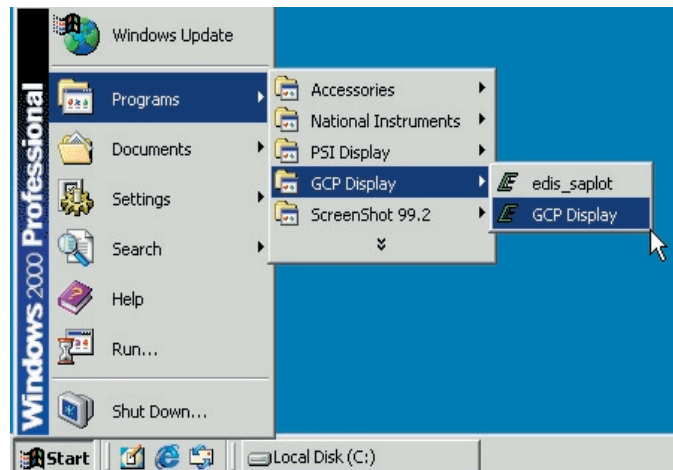 Windows 2000 Professional
Windows Update
Programs
Documents
Settings
Search
Help
Run...
Shut Down...
Accessories
National Instruments
PSI Display
GCP Display
ScreenShot 99.2
edis_saplot
GCP Display
Start
Local Disk (C:)